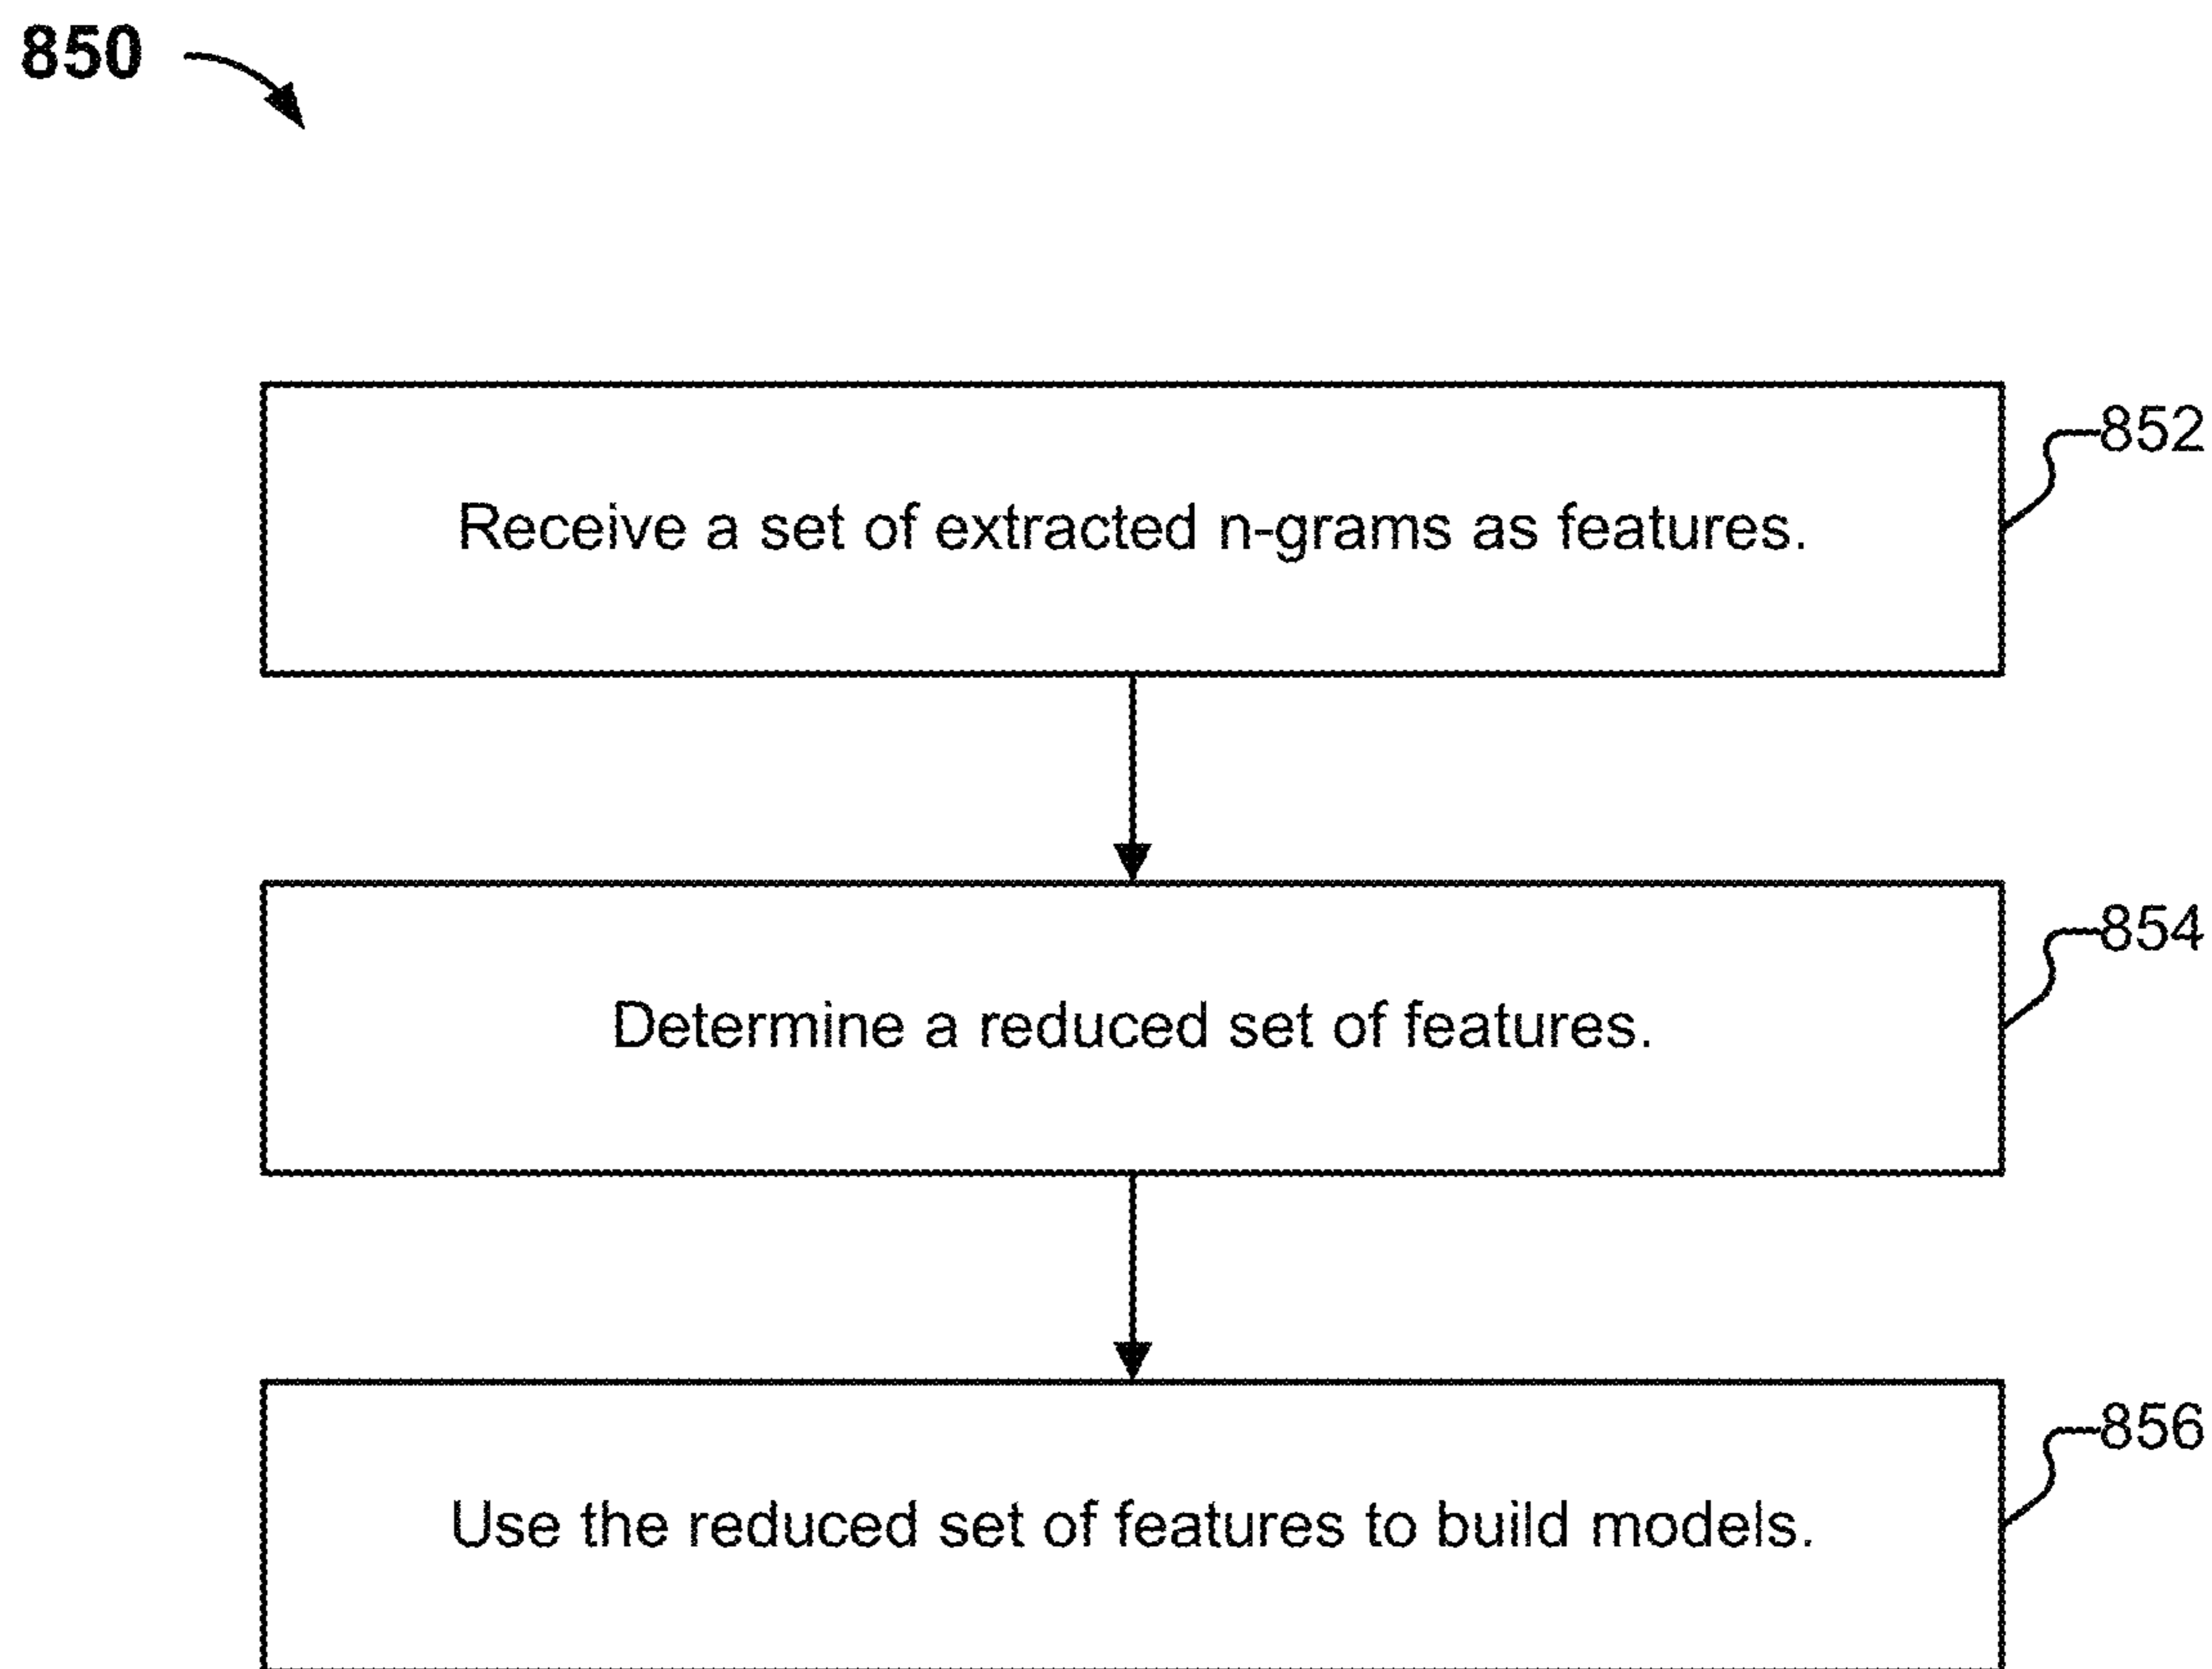 850
Receive a set of extracted n-grams as features.
852
Determine a reduced set of features.
854
Use the reduced set of features to build models.
856